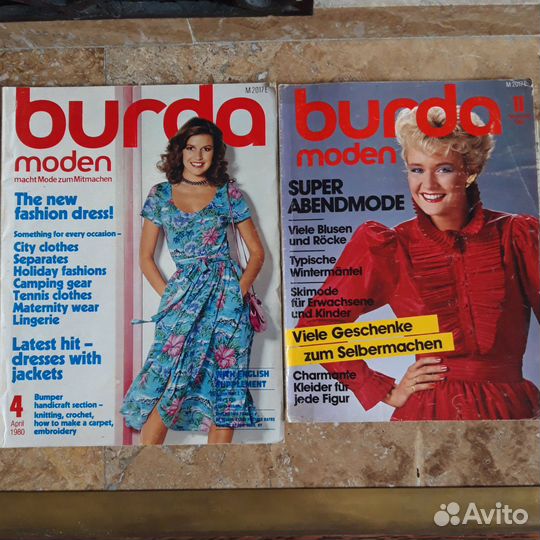 M 2017 E
burda
moden
macht Mode zum Mitmachen
The new
fashion dress!
Something for every occasion –
City clothes
Separates
Holiday fashions
Camping gear
Tennis clothes
Maternity wear
Lingerie
Latest hit –
dresses with
jackets
4
April
1980
Bumper
handicraft section –
knitting, crochet,
how to make a carpet,
embroidery
WITH ENGLISH
SUPPLEMENT
M 2017 E
burda
moden
11
SUPER
ABENDMODE
Viele Blusen
und Röcke
Typische
Wintermäntel
Skimode
für Erwachsene
und Kinder
Viele Geschenke
zum Selbermachen
Charmante
Kleider für
jede Figur
Avito